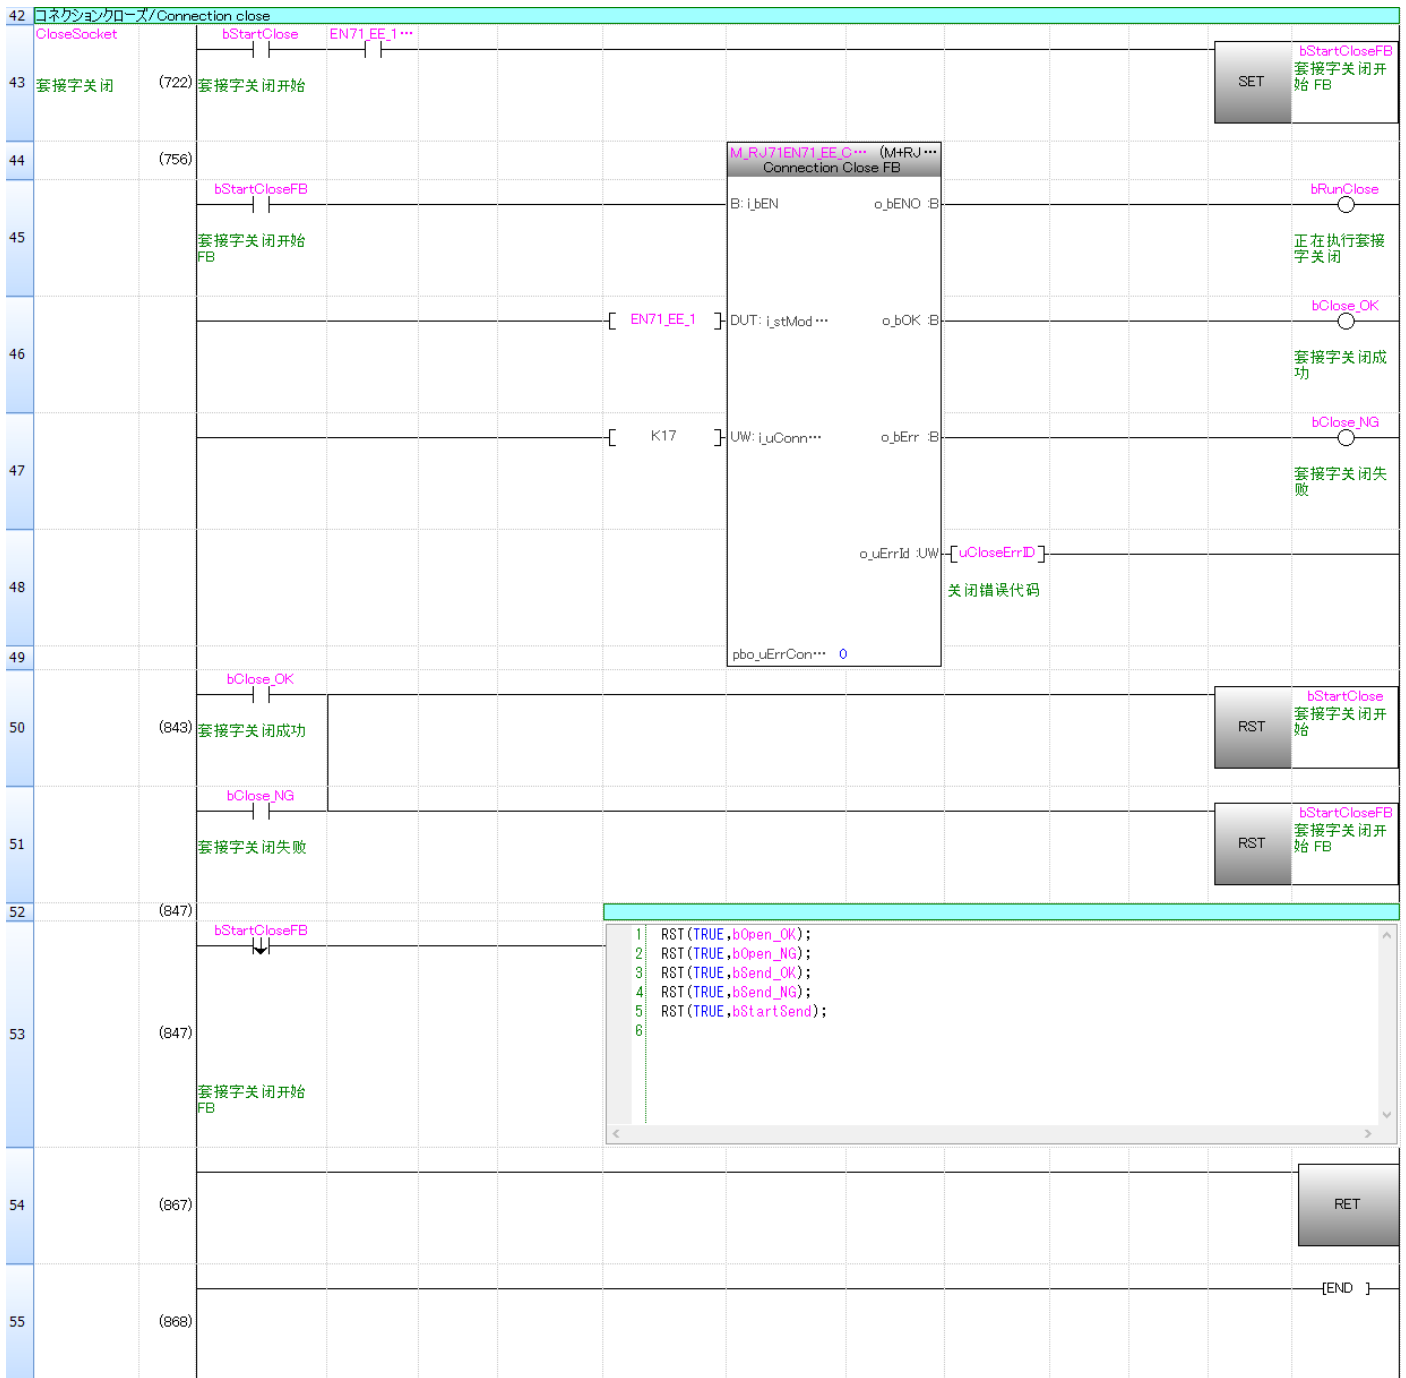 42 コネクションクローズ/Connection close
CloseSocket bStartClose EN71_EE_1… bStartCloseFB
43 套接字关闭 (722) 套接字关闭开始 SET 套接字关闭开
始 FB
44 (756) M_RJ71EN71_EE_C… (M+RJ…
Connection Close FB
bStartCloseFB bRunClose
B: i_bEN o_bENO :B
45 套接字关闭开始 正在执行套接
FB 字关闭
bClose_OK
EN71_EE_1 DUT: i_stMod… o_bOK :B
46 套接字关闭成
功
bClose_NG
K17 UW: i_uConn… o_bErr :B
47 套接字关闭失
败
o_uErrId :UW uCloseErrID
48 关闭错误代码
49 pbo_uErrCon… 0
bClose_OK bStartClose
50 (843) 套接字关闭成功 RST 套接字关闭开
始
bClose_NG bStartCloseFB
51 套接字关闭失败 RST 套接字关闭开
始 FB
52 (847)
bStartCloseFB
1 RST(TRUE,bOpen_OK);
2 RST(TRUE,bOpen_NG);
3 RST(TRUE,bSend_OK);
4 RST(TRUE,bSend_NG);
5 RST(TRUE,bStartSend);
6
53 (847)
套接字关闭开始
FB
54 (867) RET
[END ]
55 (868)